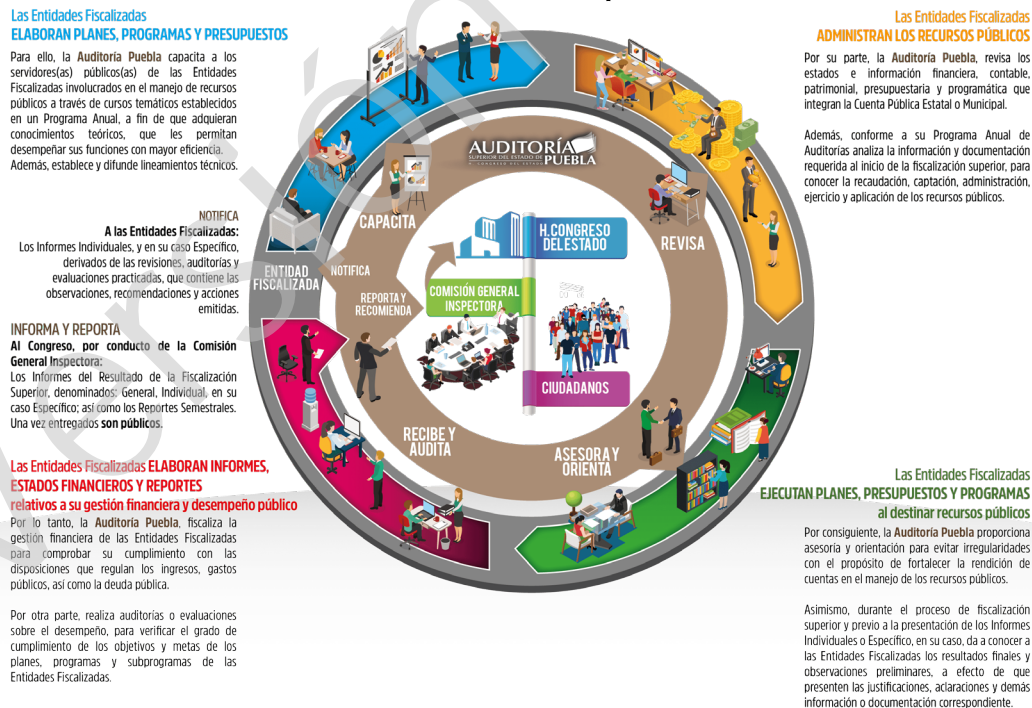 Las Entidades Fiscalizadas
ELABORAN PLANES, PROGRAMAS Y PRESUPUESTOS
Para ello, la Auditoría Puebla capacita a los
servidores(as) públicos(as) de las Entidades
Fiscalizadas involucrados en el manejo de recursos
públicos a través de cursos temáticos establecidos
en un Programa Anual, a fin de que adquieran
conocimientos teóricos, que les permitan
desempeñar sus funciones con mayor eficiencia.
Además, establece y difunde lineamientos técnicos.
NOTIFICA
A las Entidades Fiscalizadas:
Los Informes Individuales, y en su caso Específico,
derivados de las revisiones, auditorías y
evaluaciones practicadas, que contiene las
observaciones, recomendaciones y acciones
emitidas.
INFORMA Y REPORTA
Al Congreso, por conducto de la Comisión
General Inspectora:
Los Informes del Resultado de la Fiscalización
Superior, denominados: General, Individual, en su
caso Específico; así como los Reportes Semestrales.
Una vez entregados son públicos.
Las Entidades Fiscalizadas ELABORAN INFORMES,
ESTADOS FINANCIEROS Y REPORTES
relativos a su gestión financiera y desempeño público
Por lo tanto, la Auditoría Puebla, fiscaliza la
gestión financiera de las Entidades Fiscalizadas
para comprobar su cumplimiento con las
disposiciones que regulan los ingresos, gastos
públicos, así como la deuda pública.
Por otra parte, realiza auditorías o evaluaciones
sobre el desempeño, para verificar el grado de
cumplimiento de los objetivos y metas de los
planes, programas y subprogramas de las
Entidades Fiscalizadas.
AUDITORÍA
SUPERIOR DEL ESTADO DE PUEBLA
H. CONGRESO DEL ESTADO
CAPACITA
REVISA
H. CONGRESO
DEL ESTADO
ENTIDAD
FISCALIZADA
NOTIFICA
REPORTA Y
RECOMIENDA
COMISIÓN GENERAL
INSPECTORA
CIUDADANOS
RECIBE Y
AUDITA
ASESORA Y
ORIENTA
Las Entidades Fiscalizadas
ADMINISTRAN LOS RECURSOS PÚBLICOS
Por su parte, la Auditoría Puebla, revisa los
estados e información financiera, contable,
patrimonial, presupuestaria y programática que
integran la Cuenta Pública Estatal o Municipal.
Además, conforme a su Programa Anual de
Auditorías analiza la información y documentación
requerida al inicio de la fiscalización superior, para
conocer la recaudación, captación, administración,
ejercicio y aplicación de los recursos públicos.
Las Entidades Fiscalizadas
EJECUTAN PLANES, PRESUPUESTOS Y PROGRAMAS
al destinar recursos públicos
Por consiguiente, la Auditoría Puebla proporciona
asesoría y orientación para evitar irregularidades
con el propósito de fortalecer la rendición de
cuentas en el manejo de los recursos públicos.
Asimismo, durante el proceso de fiscalización
superior y previo a la presentación de los Informes
Individuales o Específico, en su caso, da a conocer a
las Entidades Fiscalizadas los resultados finales y
observaciones preliminares, a efecto de que
presenten las justificaciones, aclaraciones y demás
información o documentación correspondiente.